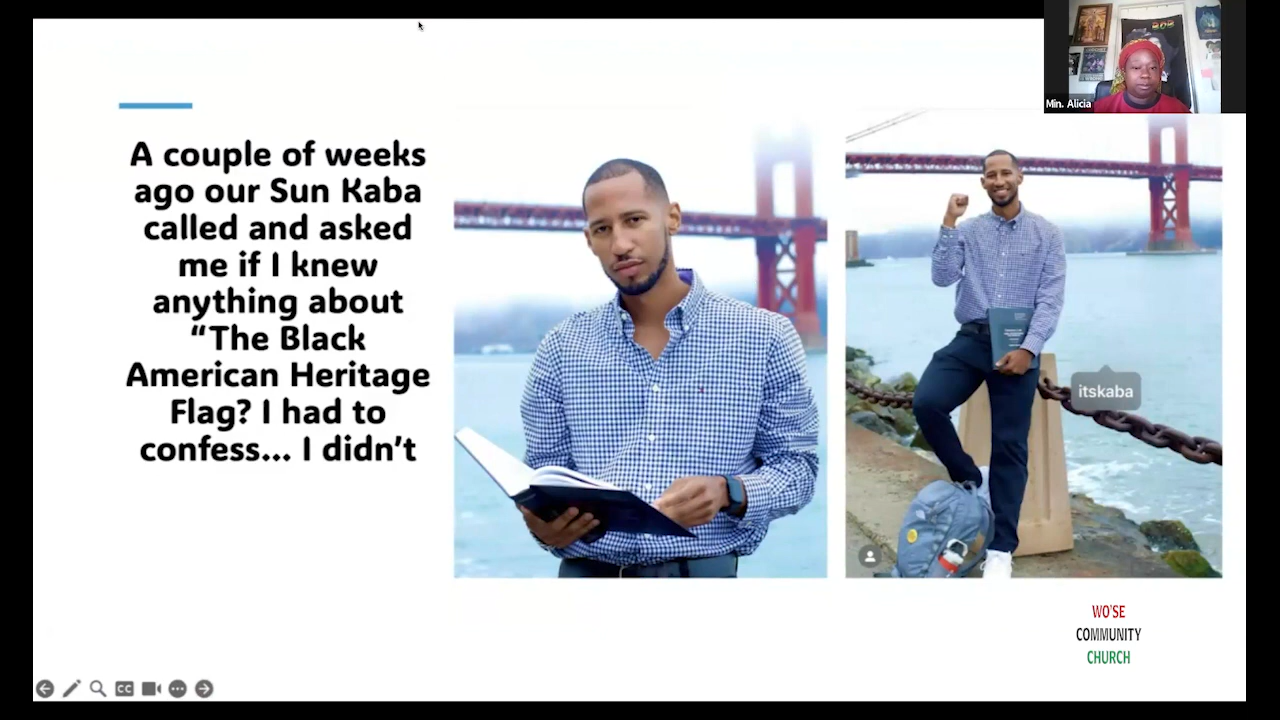 Min. Alicia
A couple of weeks
ago our Sun Kaba
called and asked
me if I knew
anything about
“The Black
American Heritage
Flag? I had to
confess... I didn’t
itskaba
WO'SE
COMMUNITY
CHURCH
CC